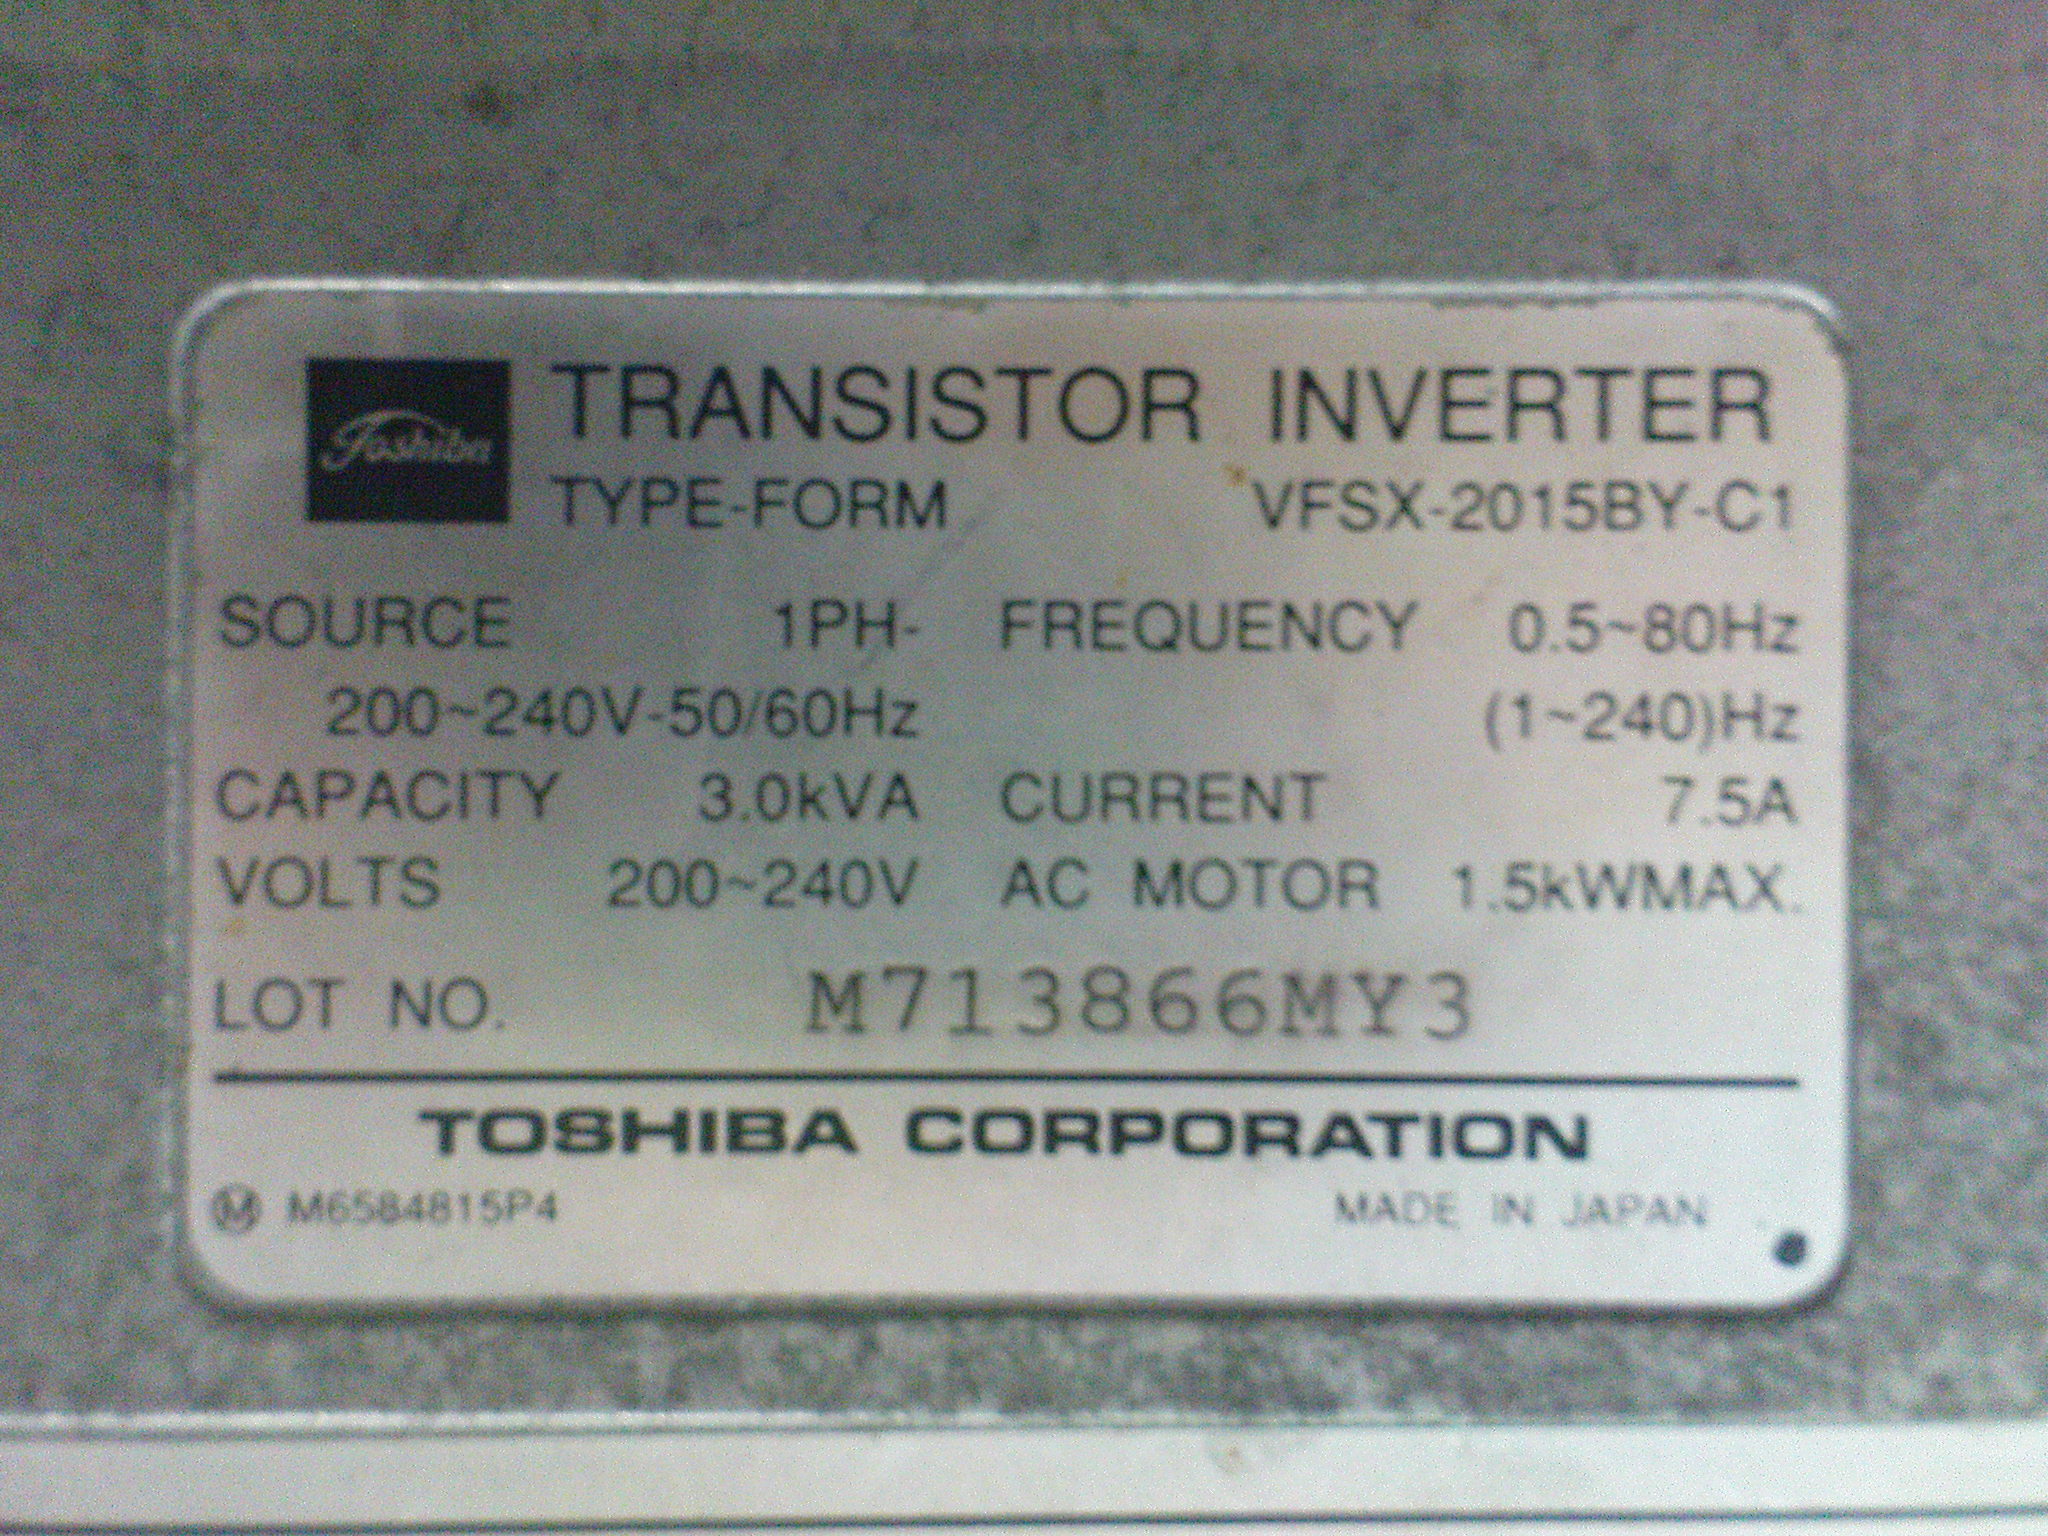 Toshiba
TRANSISTOR INVERTER
TYPE-FORM VFSX-2015BY-C1
SOURCE 1PH- FREQUENCY 0.5~80Hz
200~240V-50/60Hz (1~240)Hz
CAPACITY 3.0kVA CURRENT 7.5A
VOLTS 200~240V AC MOTOR 1.5kWMAX.
LOT NO. M713866MY3
TOSHIBA CORPORATION
Ⓜ M6584815P4 MADE IN JAPAN